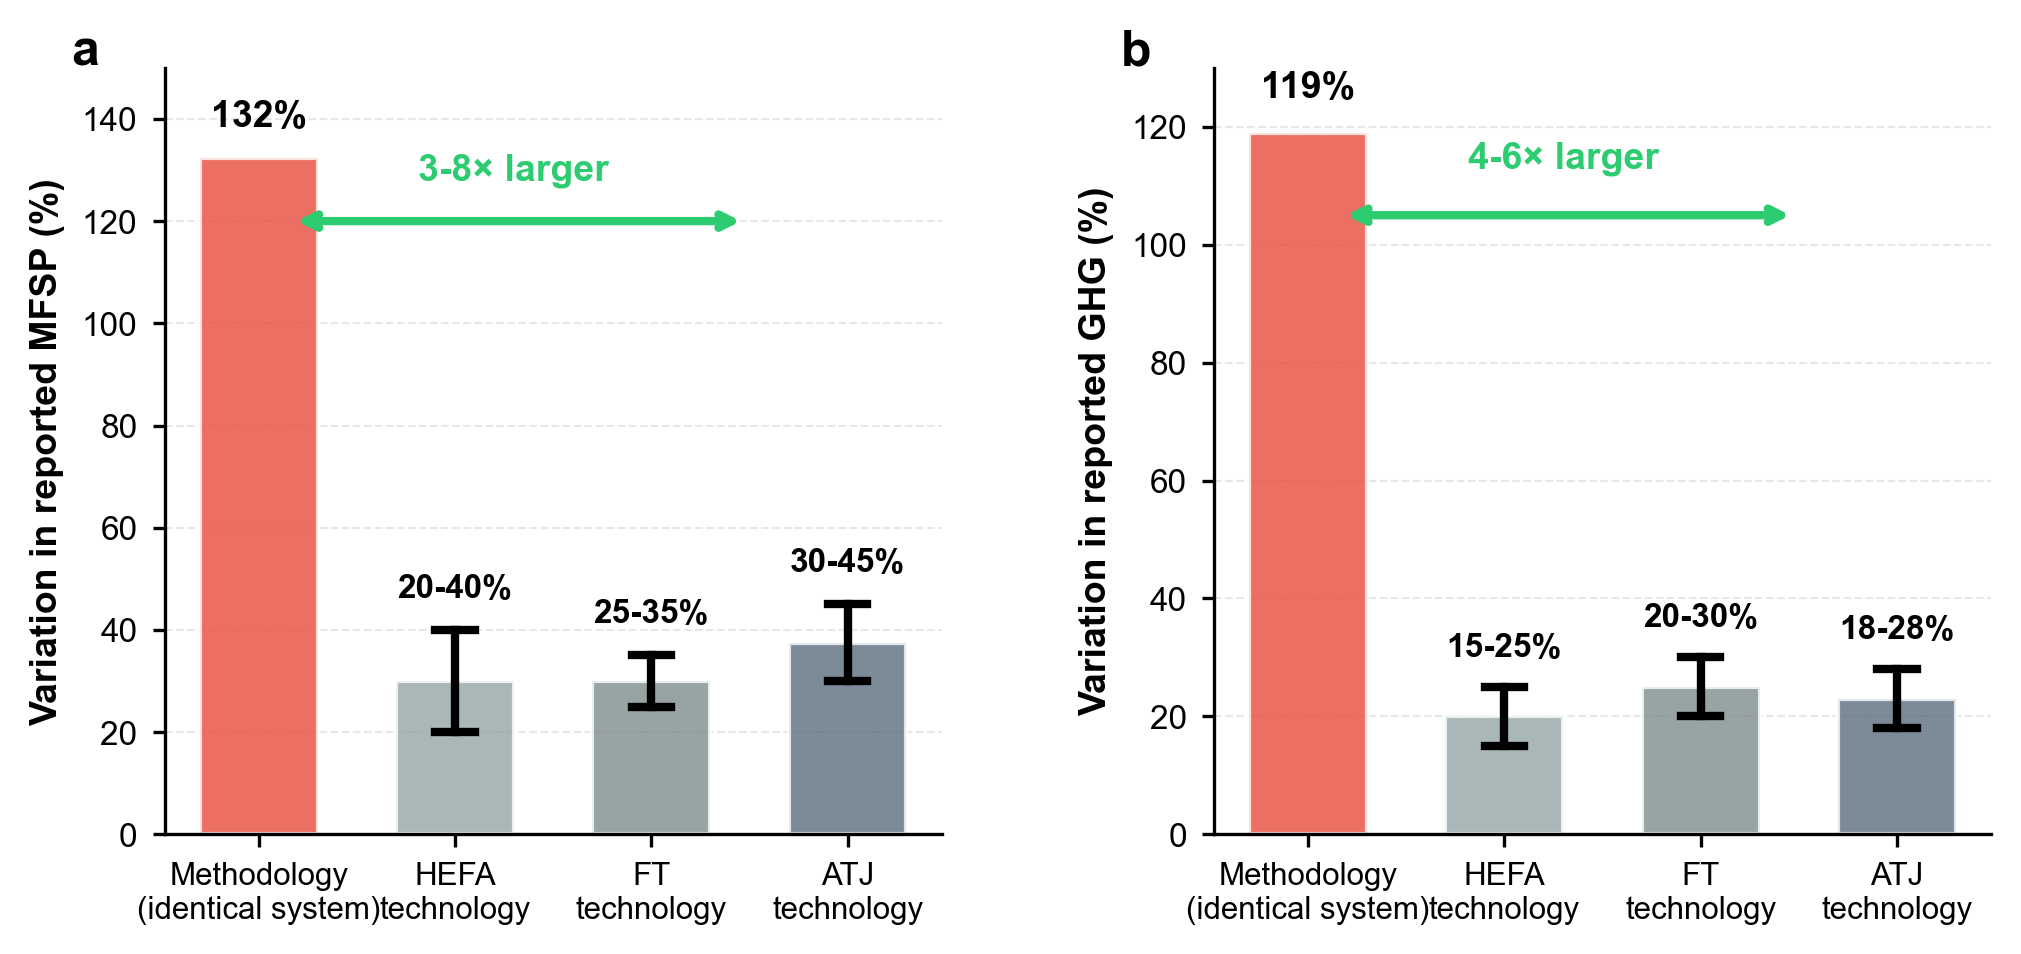 a
Variation in reported MFSP (%)
140
120
100
80
60
40
20
0
132%
3-8× larger
20-40%
25-35%
30-45%
Methodology
(identical system)
HEFA
technology
FT
technology
ATJ
technology
b
Variation in reported GHG (%)
120
100
80
60
40
20
0
119%
4-6× larger
15-25%
20-30%
18-28%
Methodology
(identical system)
HEFA
technology
FT
technology
ATJ
technology